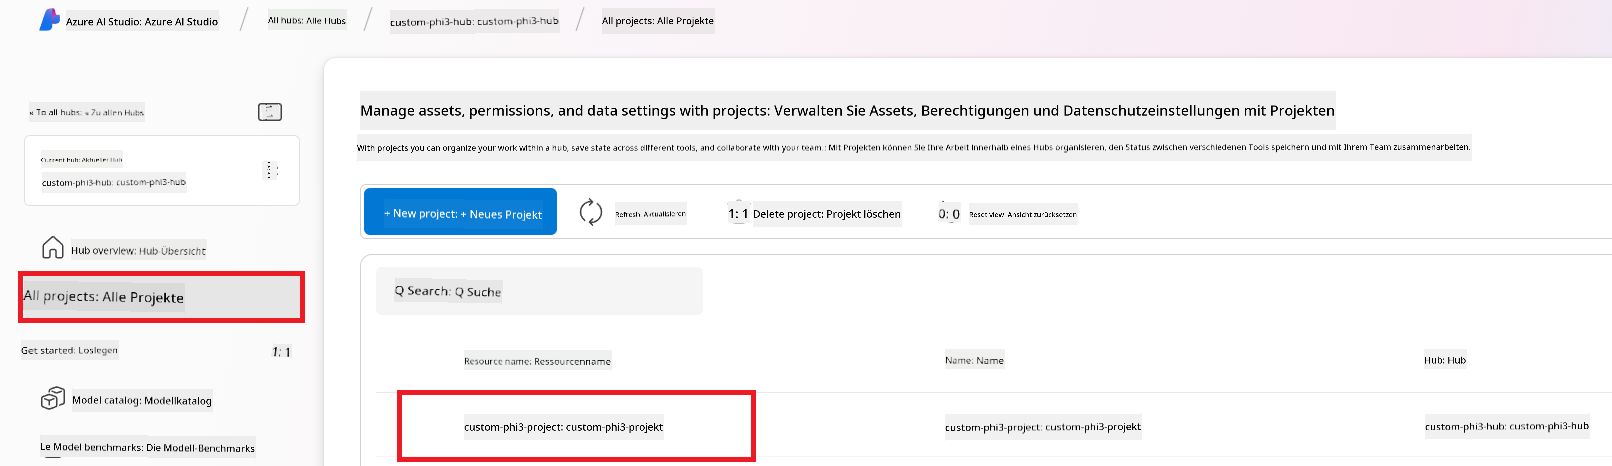 Azure AI Studio: Azure AI Studio / All hubs: Alle Hubs / custom-phi3-hub: custom-phi3-hub / All projects: Alle Projekte
« To all hubs: « Zu allen Hubs
Current hub: Aktueller Hub
custom-phi3-hub: custom-phi3-hub
Hub overview: Hub-Übersicht
All projects: Alle Projekte
Get started: Loslegen
1: 1
Model catalog: Modellkatalog
Le Model benchmarks: Die Modell-Benchmarks
Manage assets, permissions, and data settings with projects: Verwalten Sie Assets, Berechtigungen und Datenschutzeinstellungen mit Projekten
With projects you can organize your work within a hub, save state across different tools, and collaborate with your team.: Mit Projekten können Sie Ihre Arbeit innerhalb eines Hubs organisieren, den Status zwischen verschiedenen Tools speichern und mit Ihrem Team zusammenarbeiten.
+ New project: + Neues Projekt
Refresh: Aktualisieren
1: 1 Delete project: Projekt löschen
0: 0 Reset view: Ansicht zurücksetzen
Q Search: Q Suche
Resource name: Ressourcenname
Name: Name
Hub: Hub
custom-phi3-project: custom-phi3-projekt
custom-phi3-project: custom-phi3-projekt
custom-phi3-hub: custom-phi3-hub